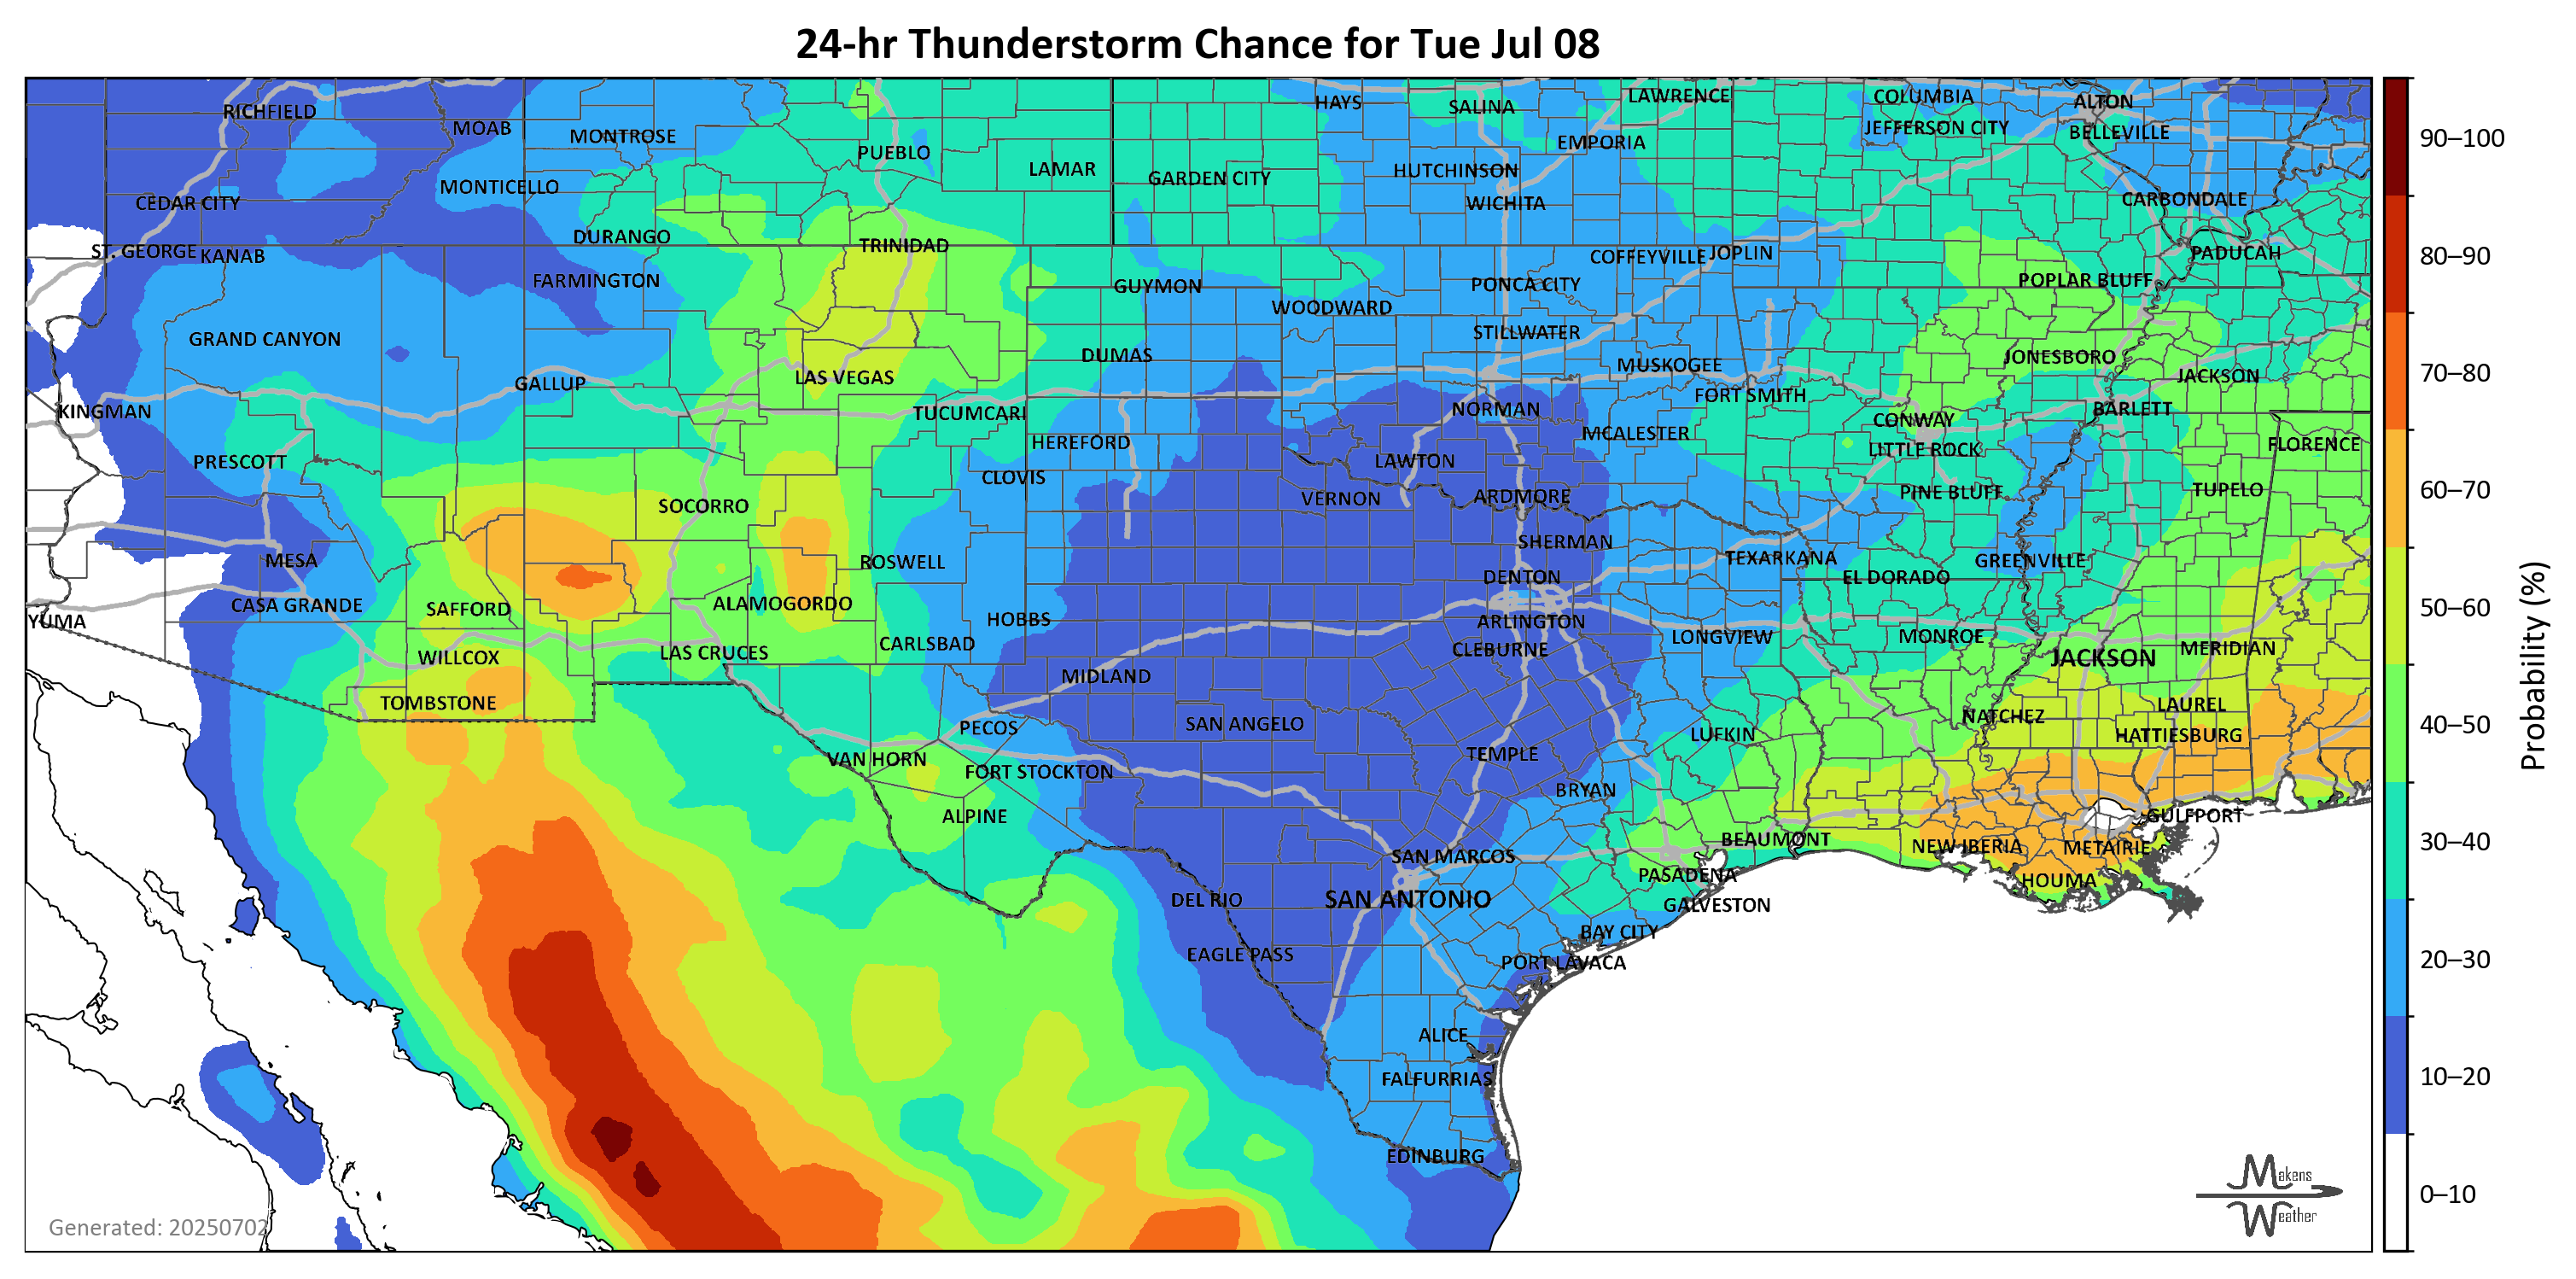 24-hr Thunderstorm Chance for Tue Jul 08
RICHFIELD
MOAB
MONTROSE
PUEBLO
LAMAR
GARDEN CITY
HAYS
SALINA
LAWRENCE
EMPORIA
HUTCHINSON
WICHITA
COLUMBIA
JEFFERSON CITY
ALTON
BELLEVILLE
CARBONDALE
MONTICELLO
CEDAR CITY
ST. GEORGE
KANAB
DURANGO
TRINIDAD
FARMINGTON
GUYMON
WOODWARD
PONCA CITY
COFFEYVILLE
JOPLIN
POPLAR BLUFF
PADUCAH
GRAND CANYON
STILLWATER
DUMAS
MUSKOGEE
JONESBORO
JACKSON
GALLUP
LAS VEGAS
KINGMAN
TUCUMCARI
NORMAN
FORT SMITH
CONWAY
BARLETT
HEREFORD
MCALESTER
LITTLE ROCK
FLORENCE
PRESCOTT
CLOVIS
LAWTON
VERNON
ARDMORE
PINE BLUFF
TUPELO
SOCORRO
MESA
ROSWELL
SHERMAN
TEXARKANA
GREENVILLE
DENTON
EL DORADO
CASA GRANDE
SAFFORD
ALAMOGORDO
HOBBS
ARLINGTON
YUMA
WILLCOX
LAS CRUCES
CARLSBAD
CLEBURNE
LONGVIEW
MONROE
JACKSON
MERIDIAN
MIDLAND
TOMBSTONE
PECOS
SAN ANGELO
LUFKIN
NATCHEZ
LAUREL
HATTIESBURG
VAN HORN
FORT STOCKTON
TEMPLE
BRYAN
ALPINE
GULFPORT
SAN MARCOS
BEAUMONT
NEW IBERIA
METAIRIE
PASADENA
HOUMA
DEL RIO
SAN ANTONIO
GALVESTON
BAY CITY
EAGLE PASS
PORT LAVACA
ALICE
FALFURRIAS
EDINBURG
Generated: 20250702
Makens
Weather
90–100
80–90
70–80
60–70
50–60
40–50
30–40
20–30
10–20
0–10
Probability (%)